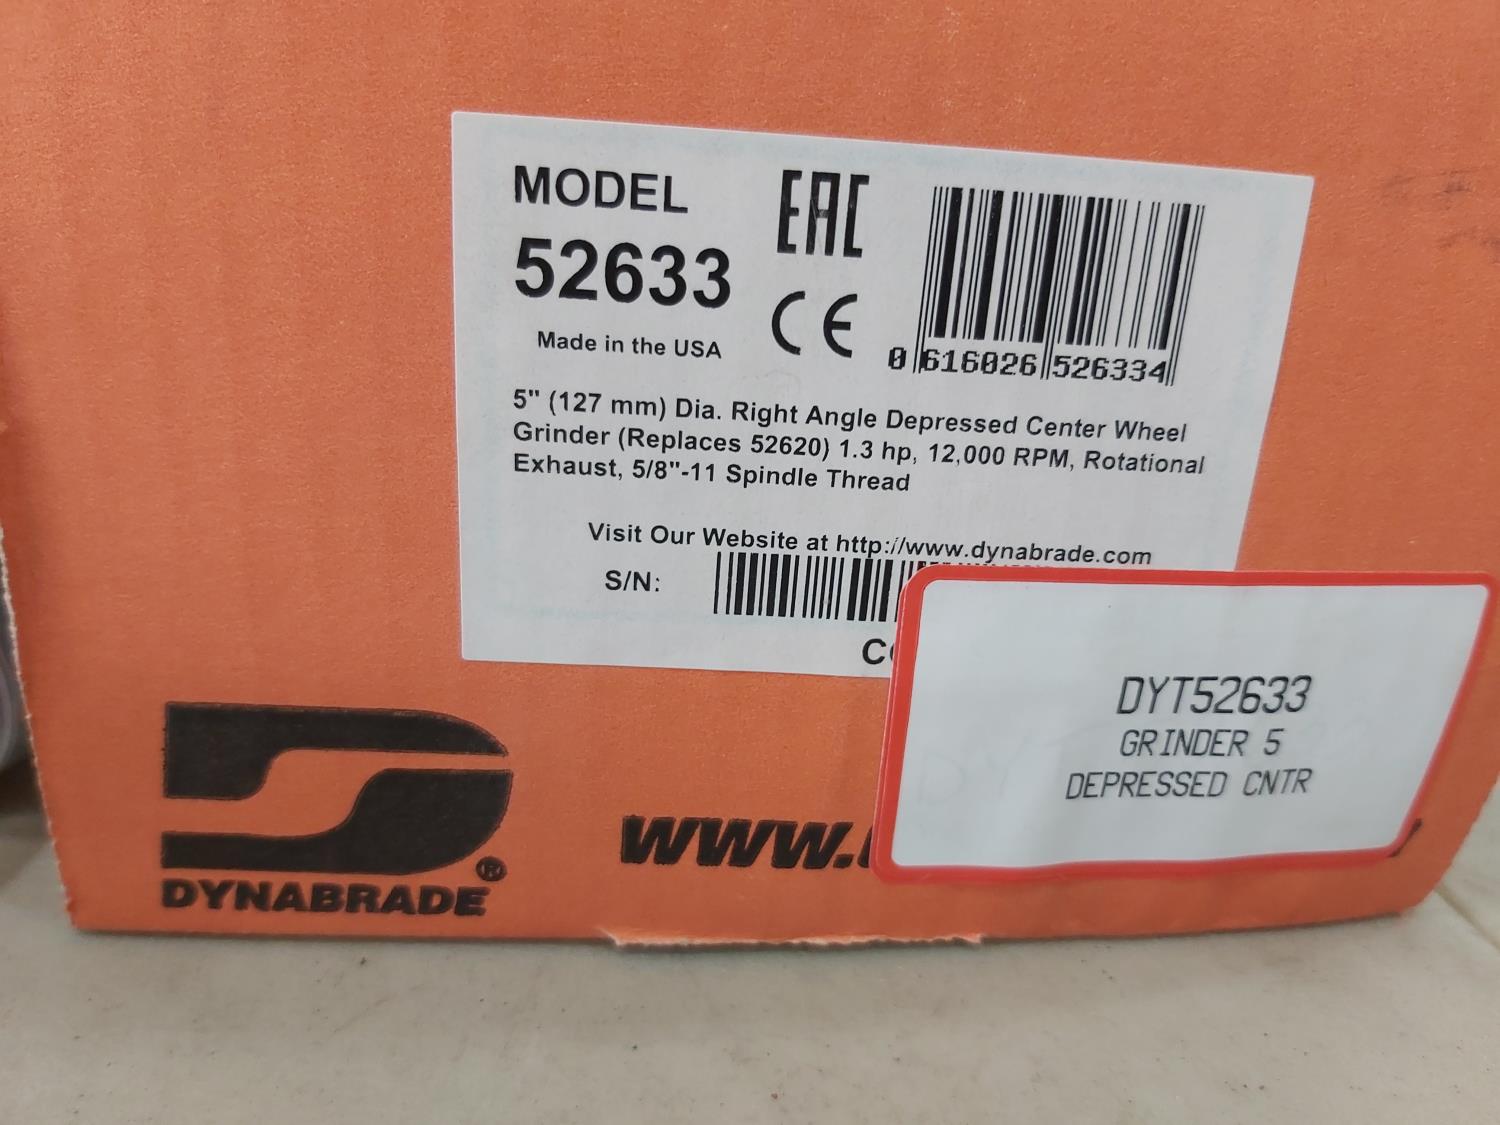 MODEL
52633
Made in the USA
EAC
CE
0 616026 526334
5" (127 mm) Dia. Right Angle Depressed Center Wheel
Grinder (Replaces 52620) 1.3 hp, 12,000 RPM, Rotational
Exhaust, 5/8"-11 Spindle Thread
Visit Our Website at http://www.dynabrade.com
S/N:
DYT52633
GRINDER 5
DEPRESSED CNTR
DYNABRADE®
www.